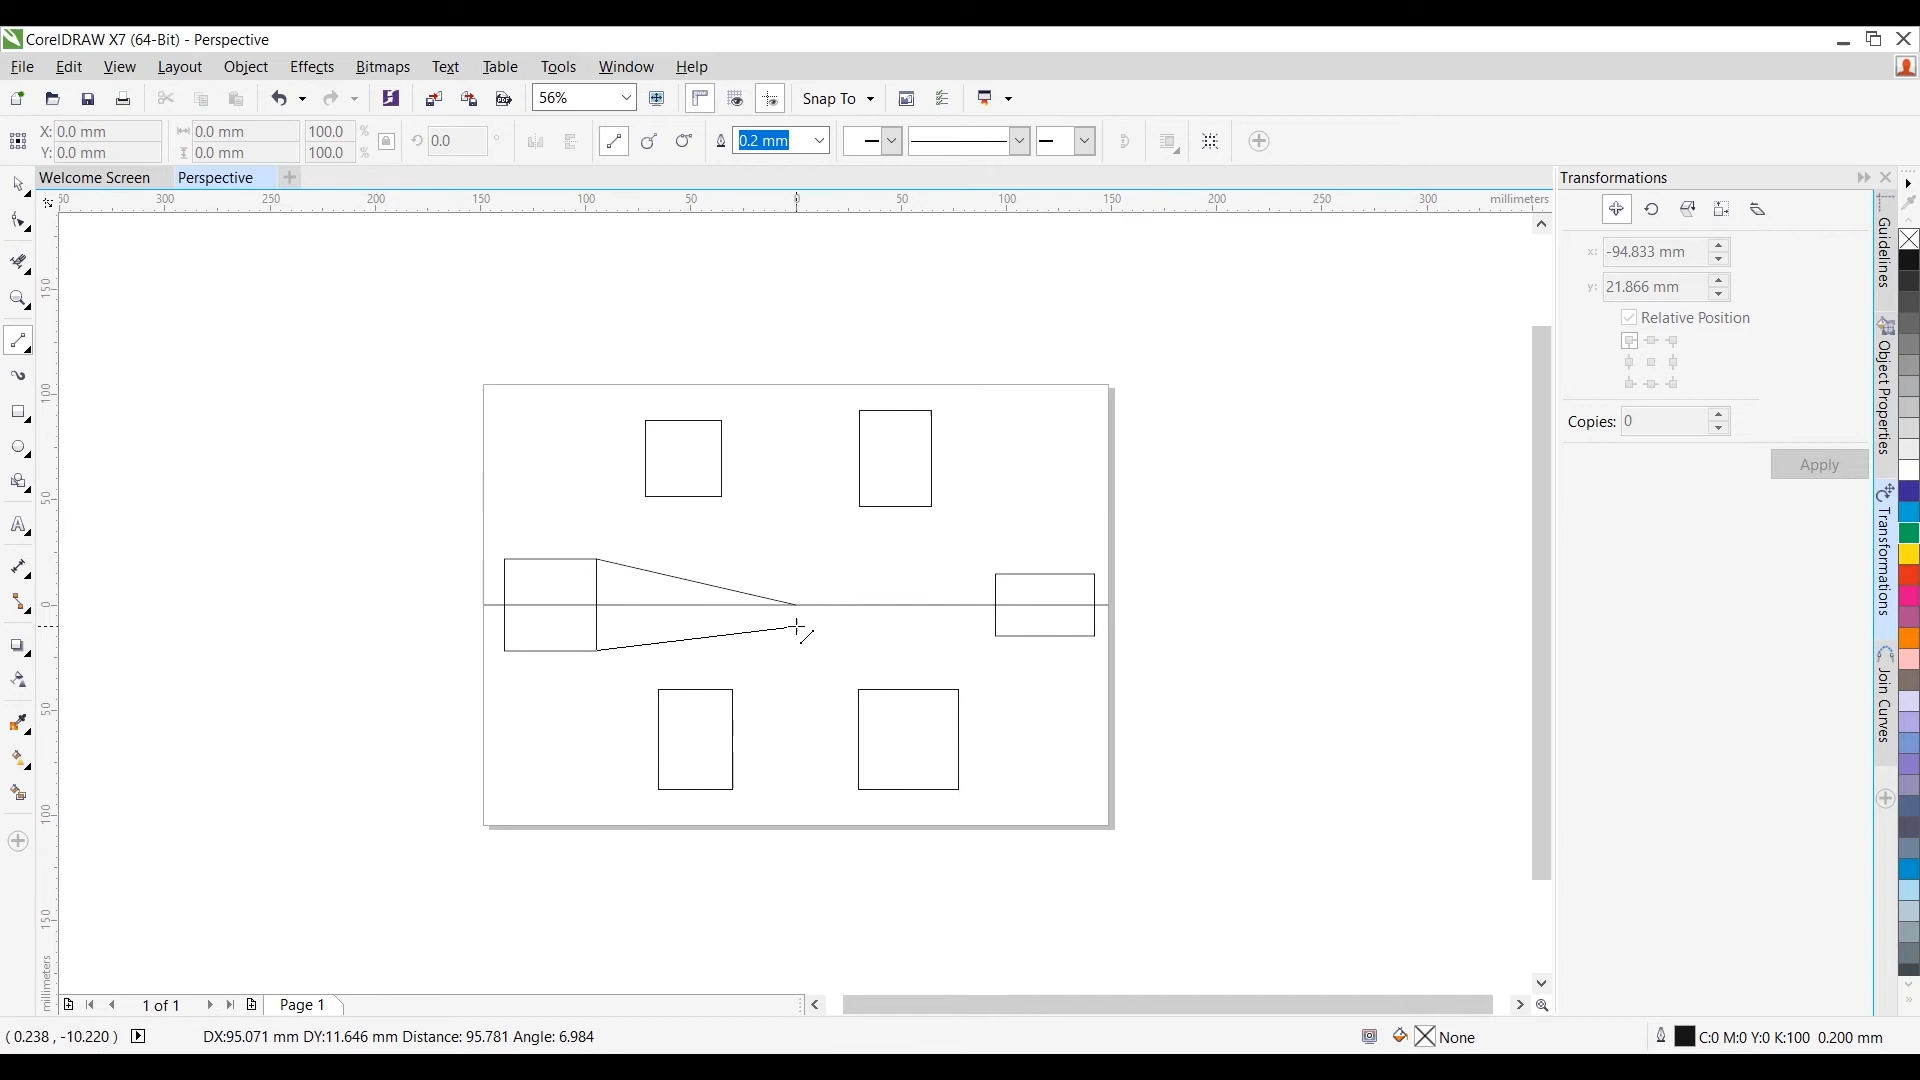 CorelDRAW X7 (64-Bit) - Perspective
File Edit View Layout Object Effects Bitmaps Text Table Tools Window Help
56% Snap To
X: 0.0 mm 0.0 mm 100.0 % 0.0 ° 0.2 mm
Y: 0.0 mm 0.0 mm 100.0 %
Welcome Screen Perspective Transformations
50 300 250 200 150 100 50 0 50 100 150 200 250 300 millimeters
150
100
50
0
50
100
150
millimeters
x: -94.833 mm
y: 21.866 mm
Relative Position
Copies: 0
Apply
Guidelines
Object Properties
Transformations
Join Curves
1 of 1 Page 1
( 0.238 , -10.220 ) DX:95.071 mm DY:11.646 mm Distance: 95.781 Angle: 6.984 None C:0 M:0 Y:0 K:100 0.200 mm